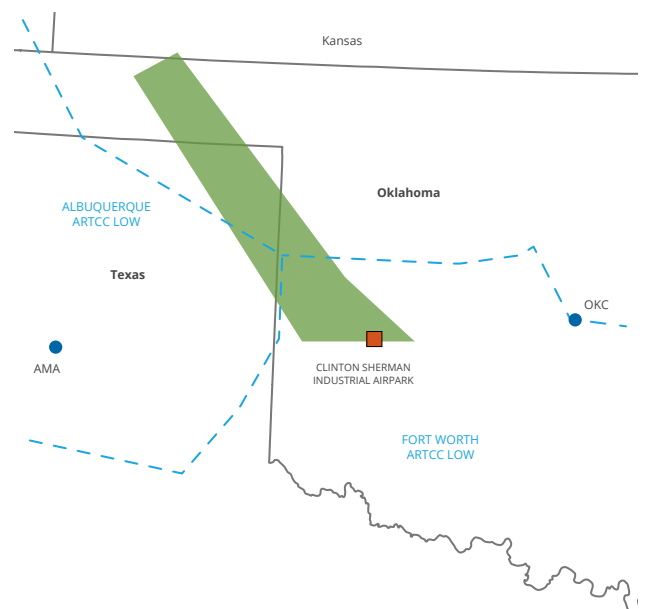 Kansas
Oklahoma
ALBUQUERQUE
ARTCC LOW
Texas
OKC
AMA
CLINTON SHERMAN
INDUSTRIAL AIRPARK
FORT WORTH
ARTCC LOW